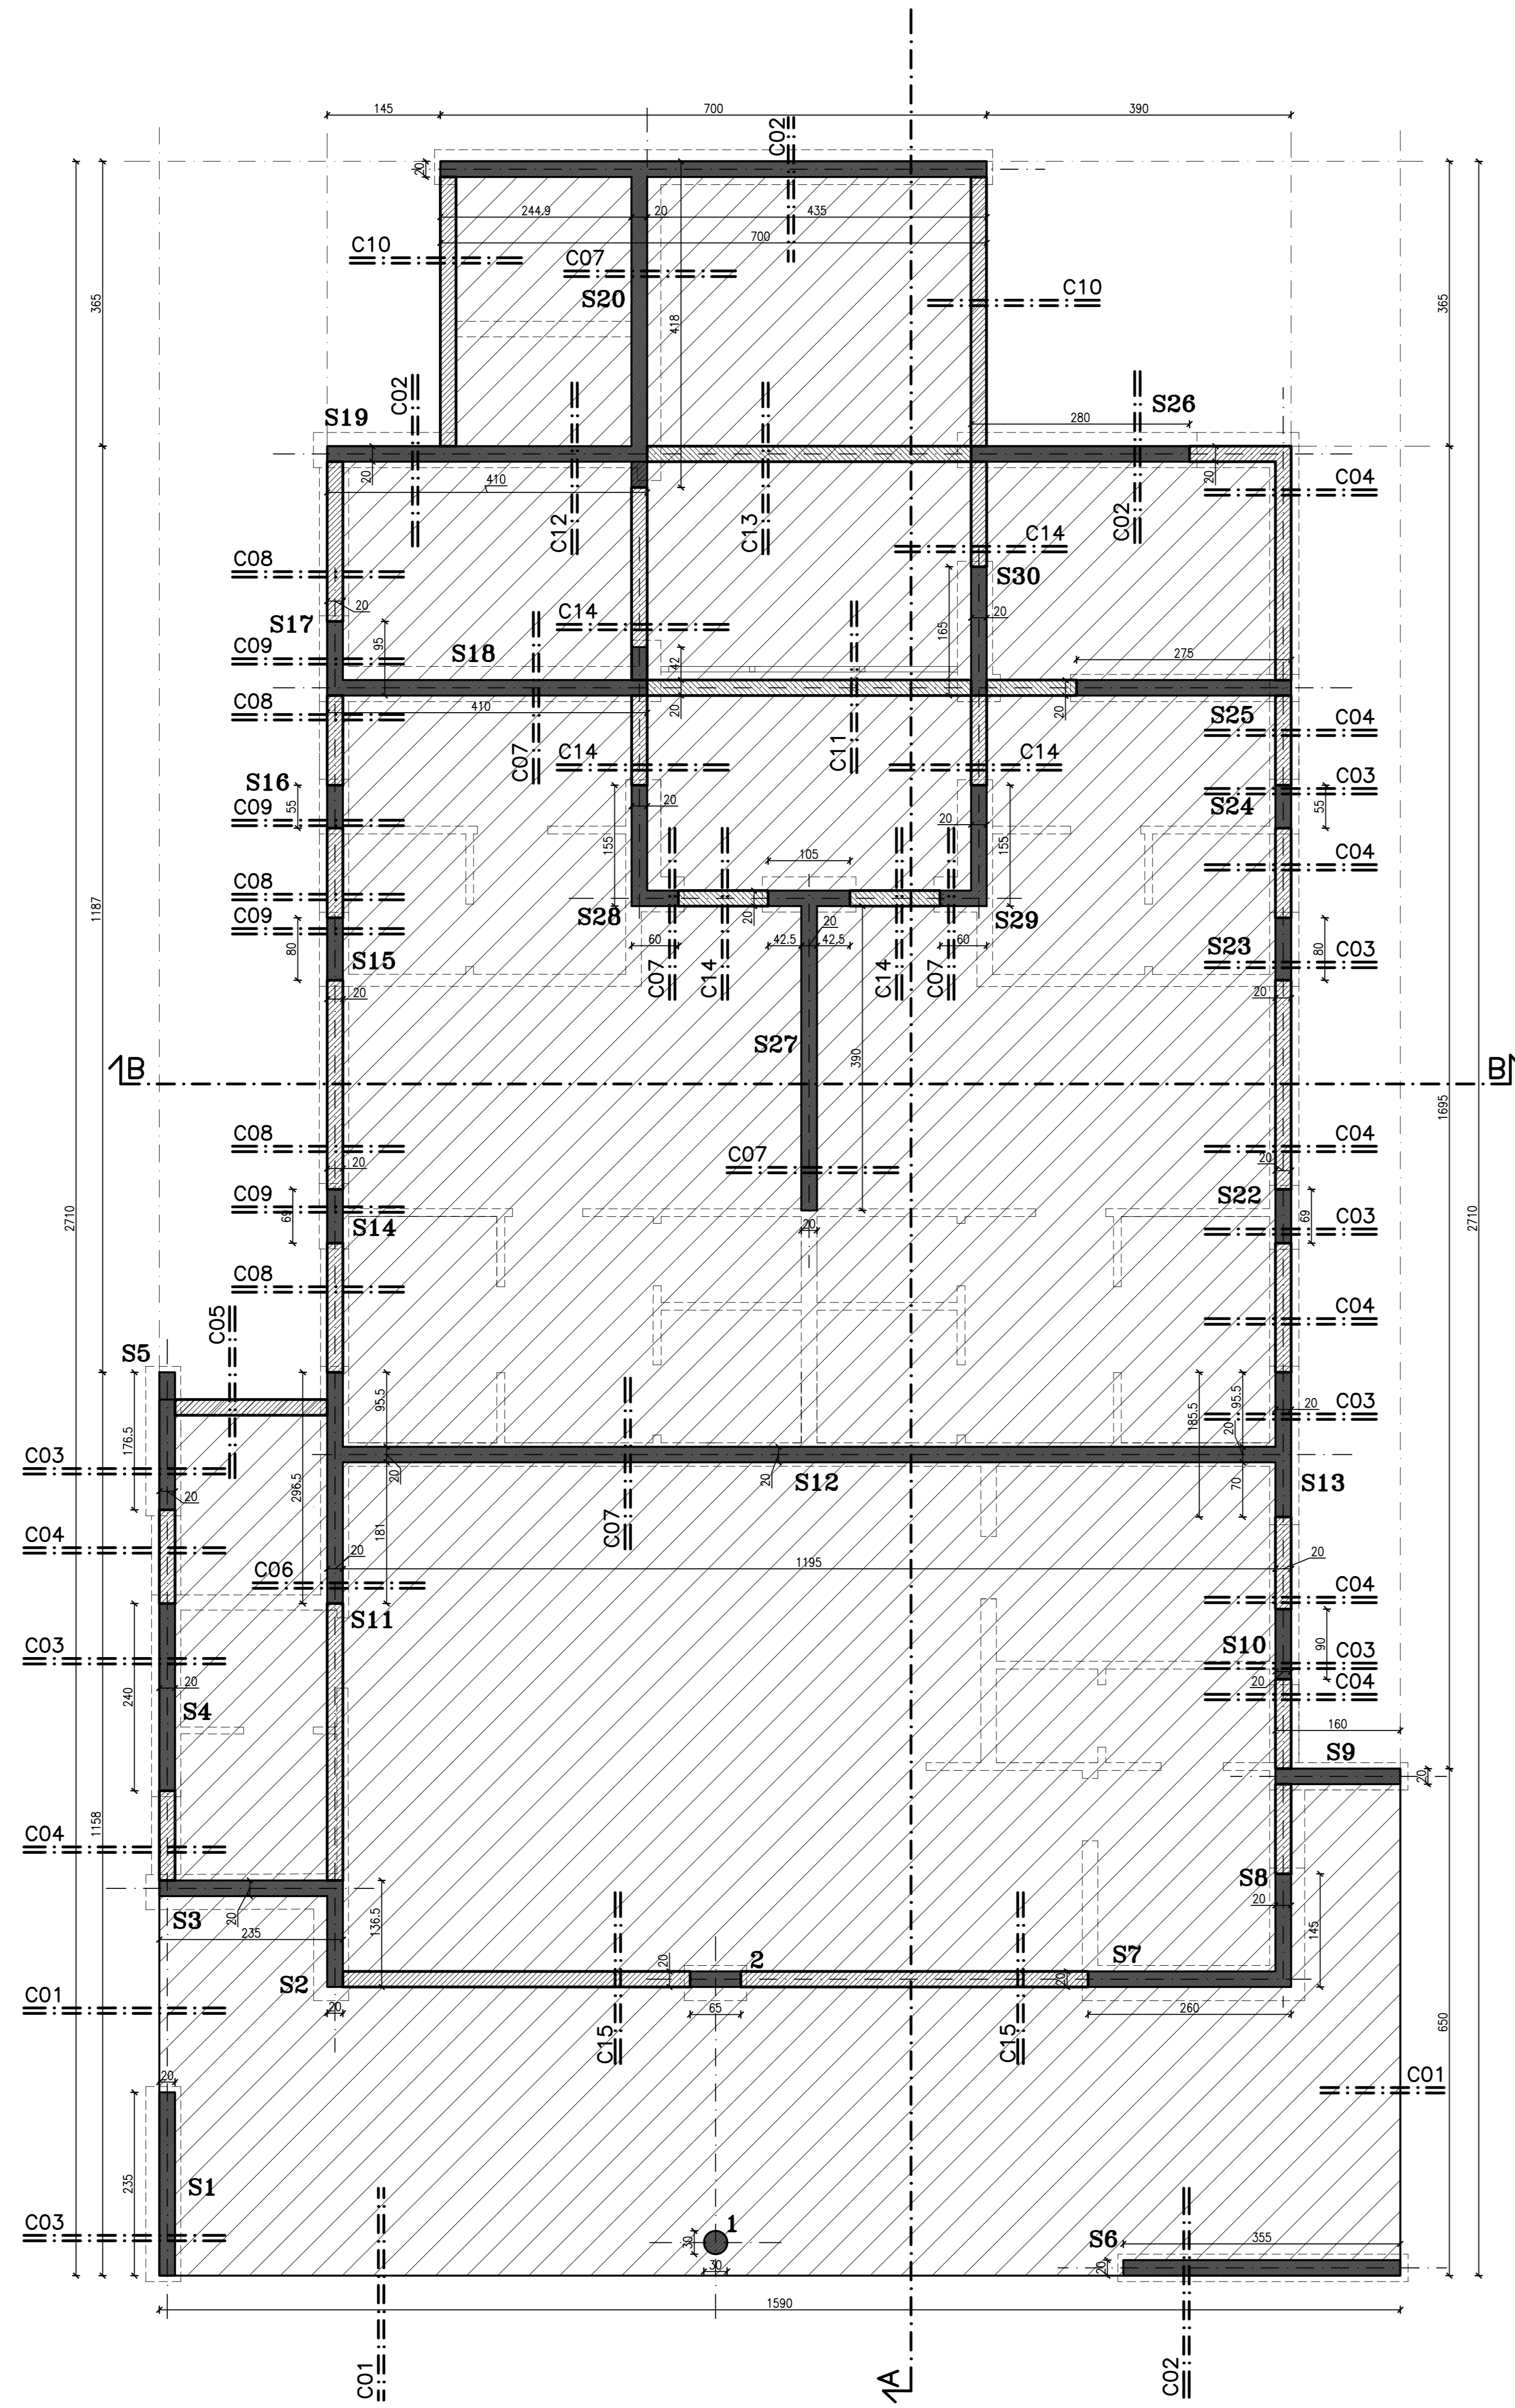 145
700
390
C02
20
244.9
20
435
700
C10
C07
S20
C10
418
365
365
S19
C02
S26
280
20
410
20
C04
C12
C13
C02
C14
C08
S30
20
S17
C14
20
C09
95
S18
165
42
C11
275
C08
410
20
20
S25
C04
C07
C14
C14
S16
C03
55
C09
20
20
S24
55
155
155
105
C04
C08
S28
20
S29
C09
20
80
S15
60
42.5
42.5
60
S23
80
C03
C07
C14
C14
C07
20
20
1187
S27
390
B
B
1695
C08
C04
20
C07
20
C09
S22
69
S14
20
69
C03
2710
2710
C08
C04
C05
S5
95.5
185.5
95.5
20
C03
176.5
20
C03
296.5
20
20
S12
S13
20
70
C07
181
C04
20
C06
1195
20
C04
S11
C03
S10
90
C03
20
C04
240
S4
20
160
S9
20
1158
C04
S8
S3
20
235
136.5
20
145
C01
S2
20
2
S7
20
20
65
260
C15
C15
650
20
C01
235
S1
C03
1
30
30
S6
355
20
1590
C01
A
C02